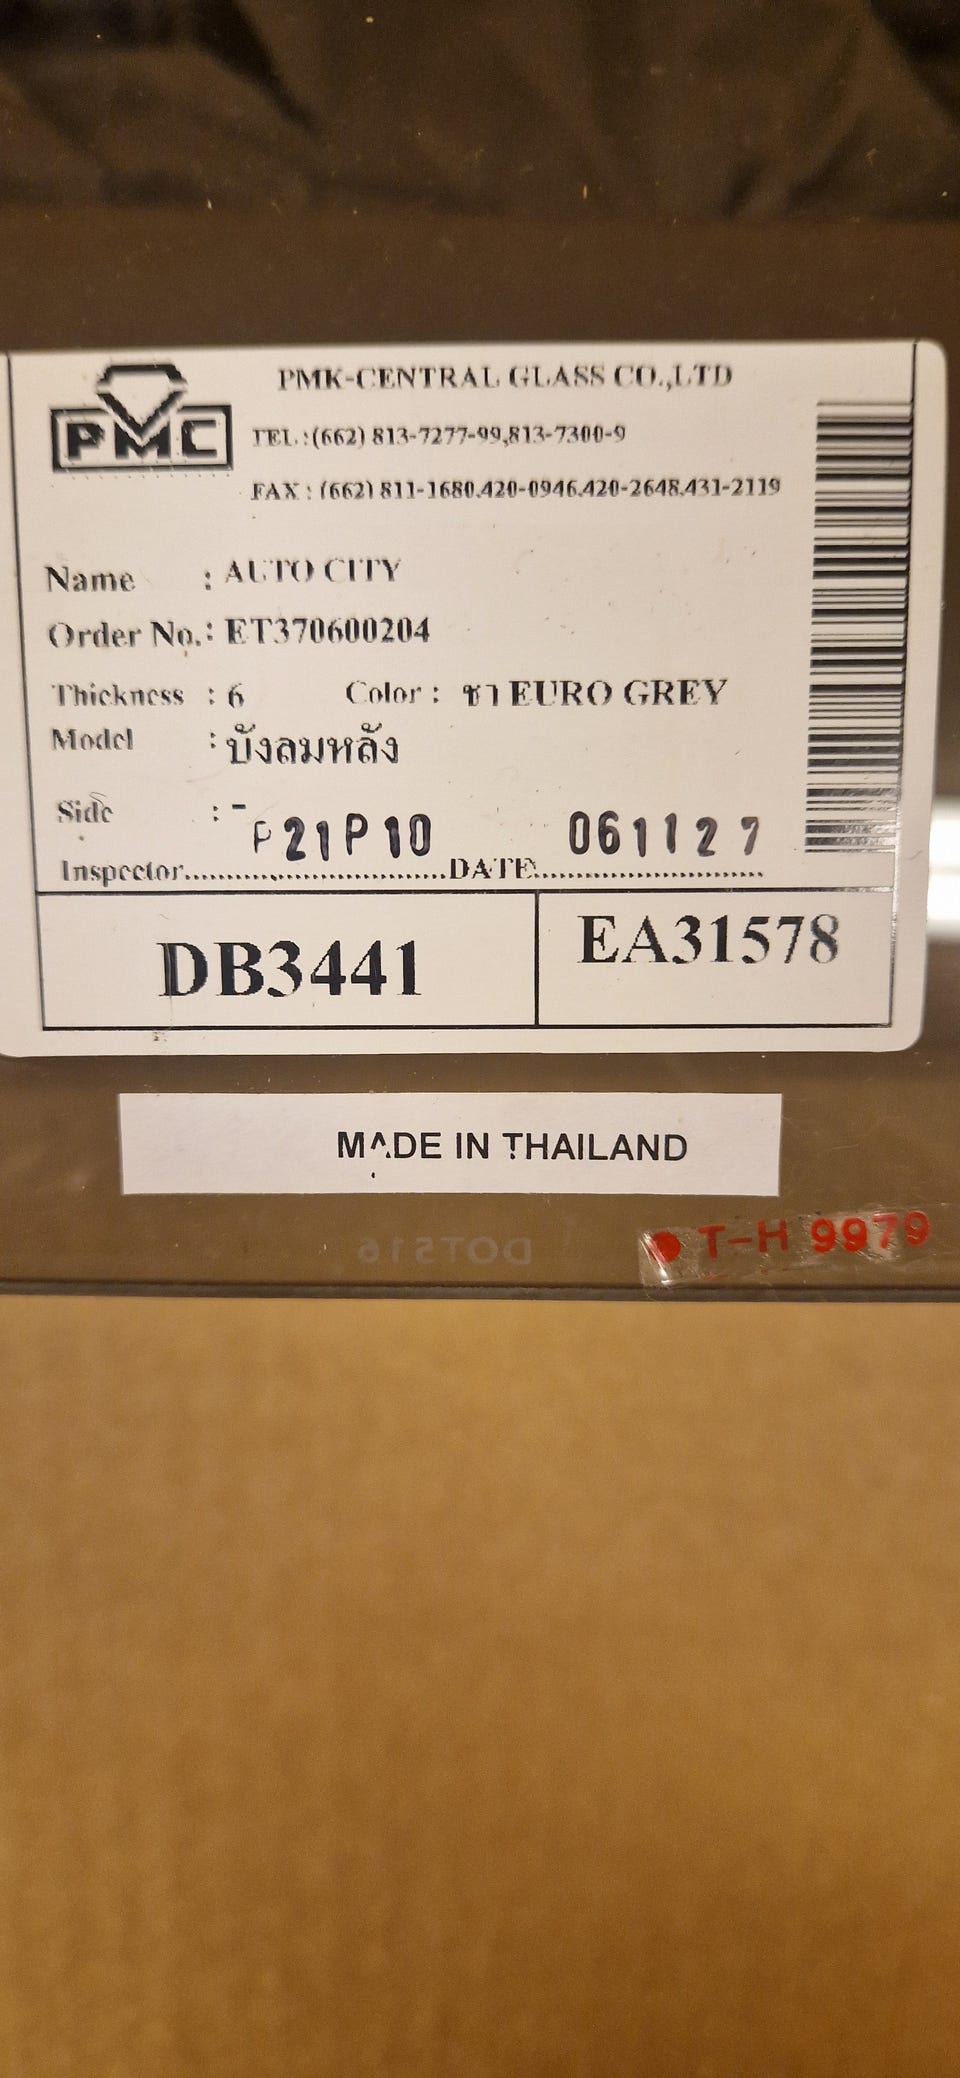 PMC
PMK-CENTRAL GLASS CO.,LTD
TEL :(662) 813-7277-99,813-7300-9
FAX : (662) 811-1680,420-0946,420-2648,431-2119
Name : AUTO CITY
Order No. : ET370600204
Thickness : 6 Color : ชา EURO GREY
Model : บังลมหลัง
Side : -
P21P10 061127
Inspector..............................DATE..............................
DB3441 EA31578
MADE IN THAILAND
T-H 9979
DOT516